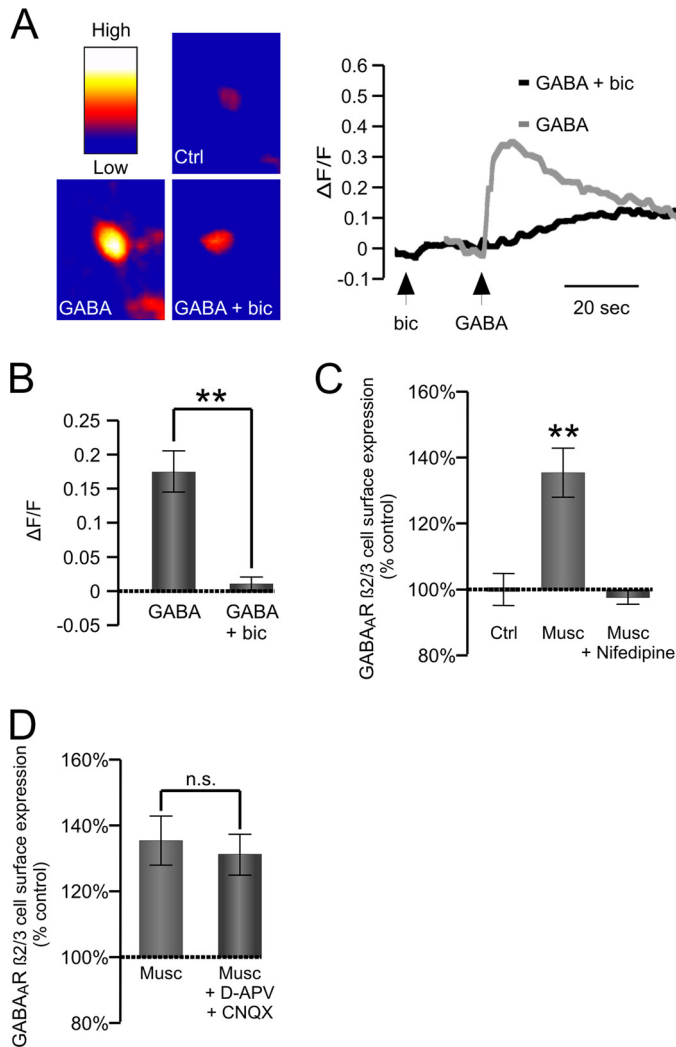 A
High
Low
Ctrl
GABA
GABA + bic
ΔF/F
0.6
0.5
0.4
0.3
0.2
0.1
0
-0.1
GABA + bic
GABA
bic
GABA
20 sec
B
ΔF/F
0.25
0.2
0.15
0.1
0.05
0
-0.05
**
GABA
GABA
+ bic
C
GABAAR ß2/3 cell surface expression
(% control)
160%
140%
120%
100%
80%
**
Ctrl
Musc
Musc
+ Nifedipine
D
GABAAR ß2/3 cell surface expression
(% control)
160%
140%
120%
100%
80%
n.s.
Musc
Musc
+ D-APV
+ CNQX